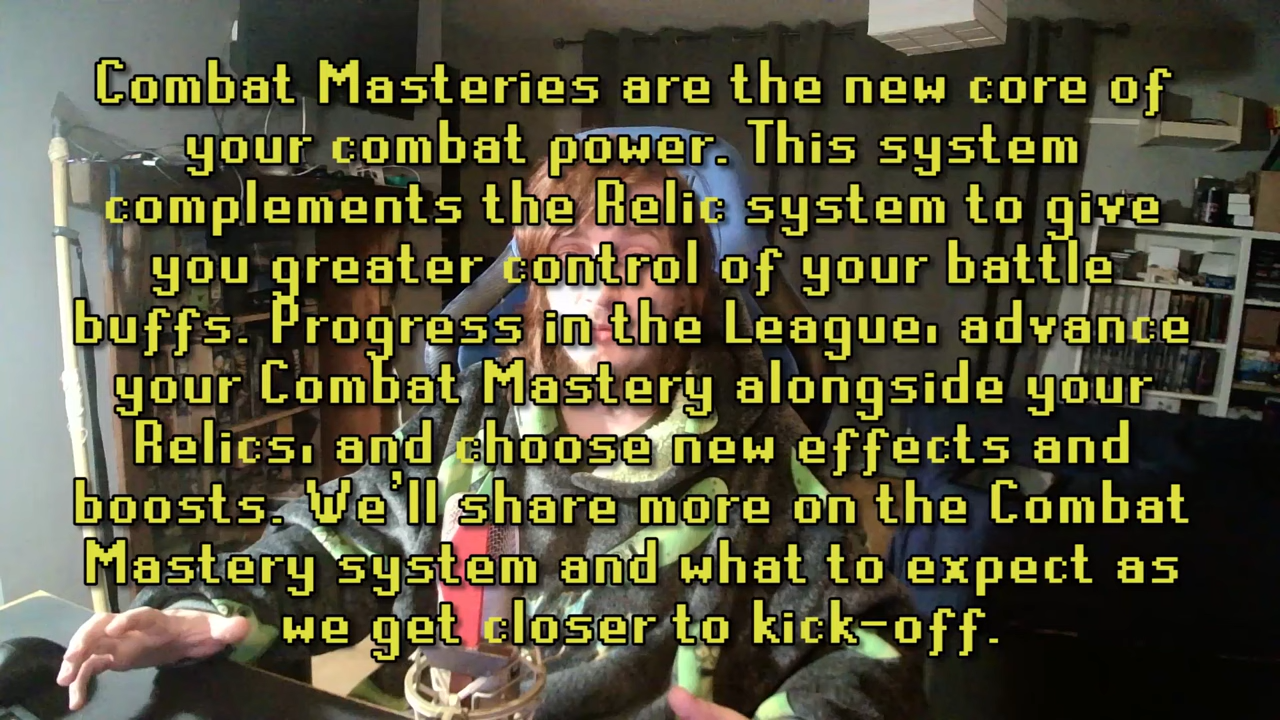 Combat Masteries are the new core of
your combat power. This system
complements the Relic system to give
you greater control of your battle
buffs. Progress in the League, advance
your Combat Mastery alongside your
Relics, and choose new effects and
boosts. We'll share more on the Combat
Mastery system and what to expect as
we get closer to kick-off.